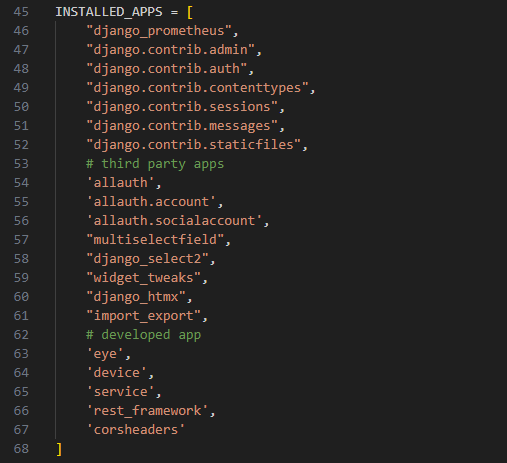 45 INSTALLED_APPS = [
46     "django_prometheus",
47     "django.contrib.admin",
48     "django.contrib.auth",
49     "django.contrib.contenttypes",
50     "django.contrib.sessions",
51     "django.contrib.messages",
52     "django.contrib.staticfiles",
53     # third party apps
54     'allauth',
55     'allauth.account',
56     'allauth.socialaccount',
57     "multiselectfield",
58     "django_select2",
59     "widget_tweaks",
60     "django_htmx",
61     "import_export",
62     # developed app
63     'eye',
64     'device',
65     'service',
66     'rest_framework',
67     'corsheaders'
68 ]